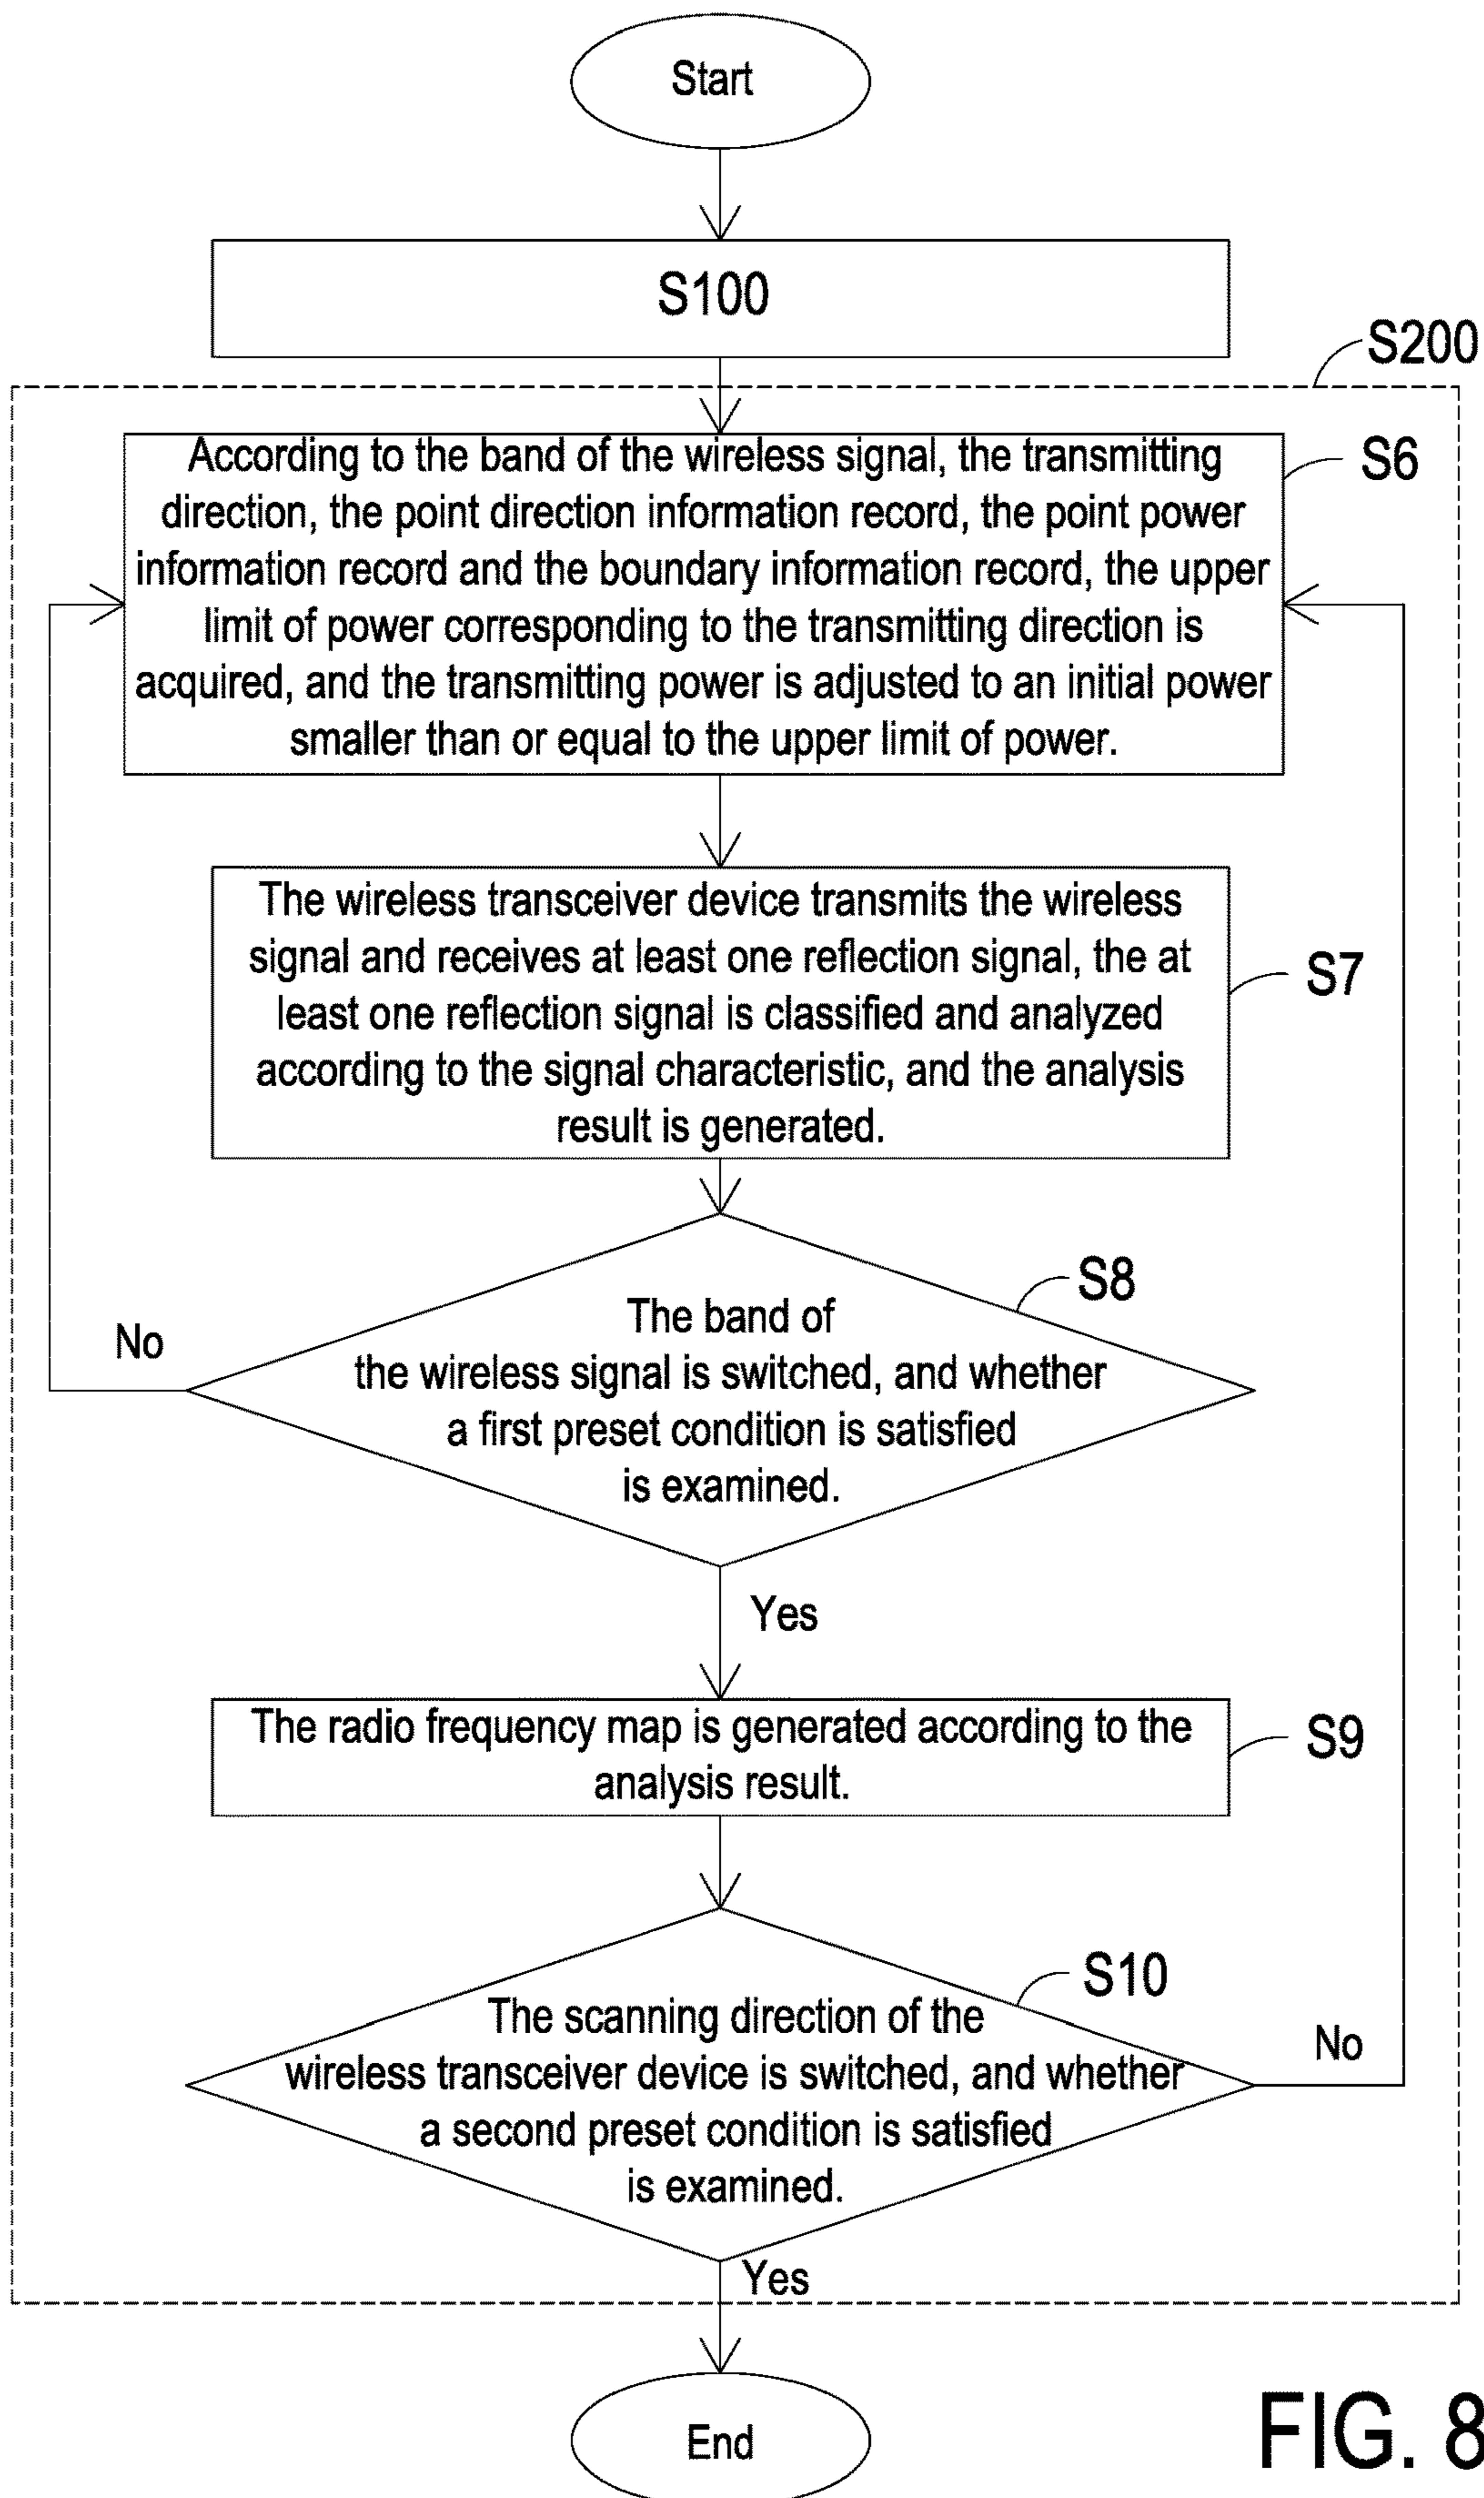 Start
S100
S200
According to the band of the wireless signal, the transmitting
direction, the point direction information record, the point power
information record and the boundary information record, the upper
limit of power corresponding to the transmitting direction is
acquired, and the transmitting power is adjusted to an initial power
smaller than or equal to the upper limit of power.
S6
The wireless transceiver device transmits the wireless
signal and receives at least one reflection signal, the at
least one reflection signal is classified and analyzed
according to the signal characteristic, and the analysis
result is generated.
S7
S8
The band of
the wireless signal is switched, and whether
a first preset condition is satisfied
is examined.
No
Yes
The radio frequency map is generated according to the
analysis result.
S9
S10
The scanning direction of the
wireless transceiver device is switched, and whether
a second preset condition is satisfied
is examined.
No
Yes
End
FIG. 8